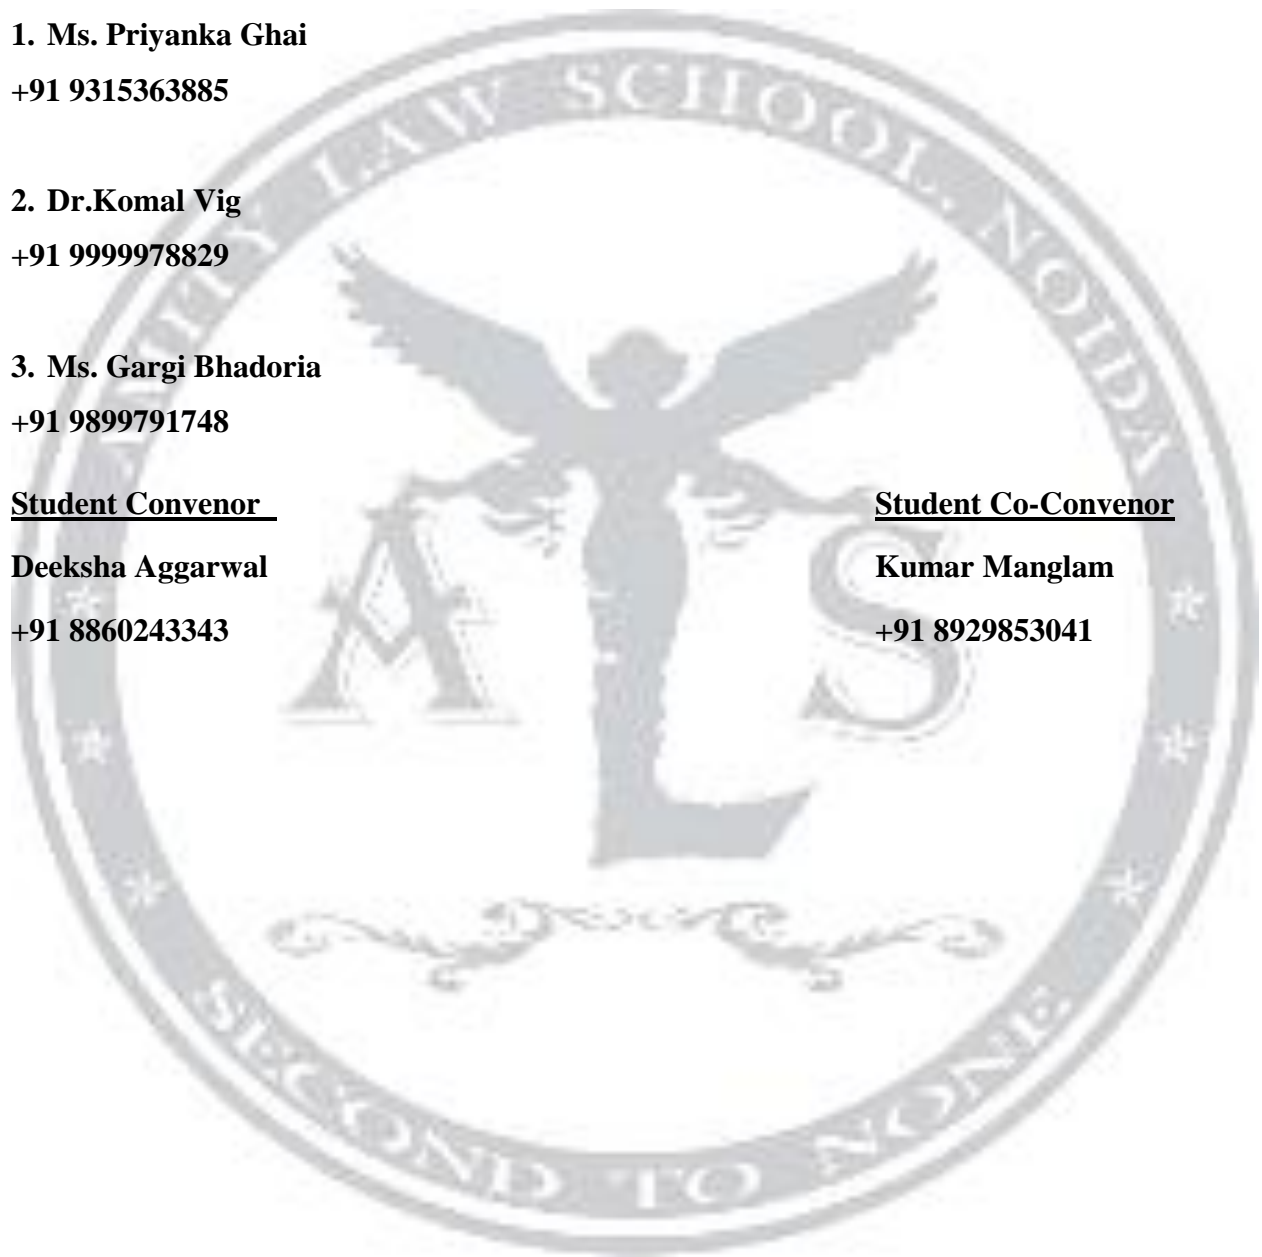 1. Ms. Priyanka Ghai
+91 9315363885
2. Dr.Komal Vig
+91 9999978829
3. Ms. Gargi Bhadoria
+91 9899791748
Student Convenor
Deeksha Aggarwal
+91 8860243343
Student Co-Convenor
Kumar Manglam
+91 8929853041
AMITY LAW SCHOOL, NOIDA
A L S
SECOND TO NONE